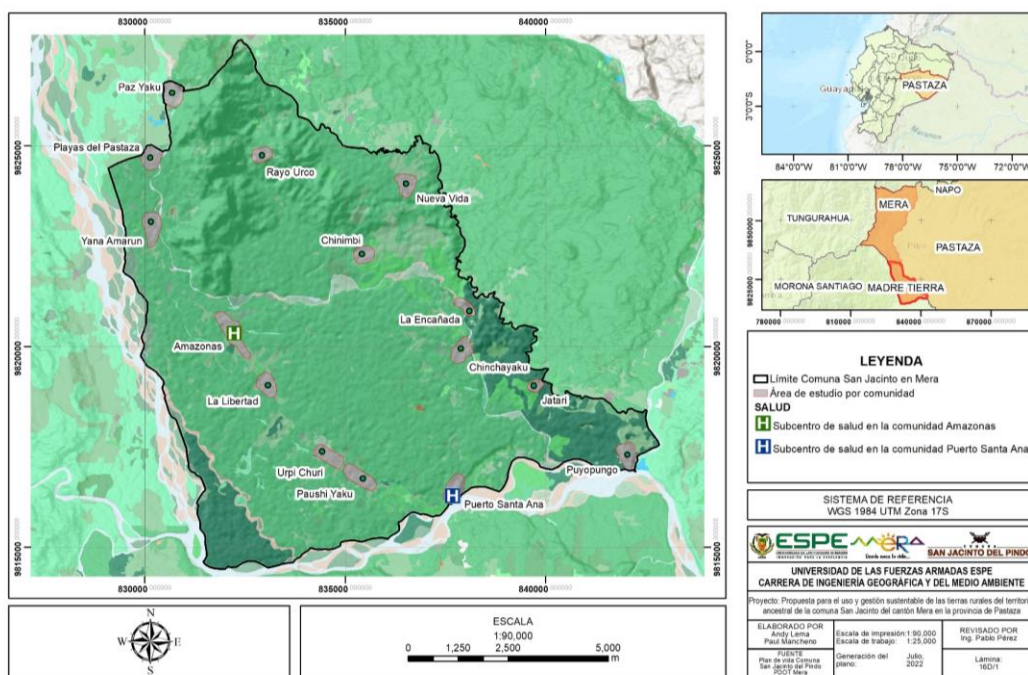 830000
835000
840000
9825000
9820000
9815000
Paz Yaku
Playas del Pastaza
Rayo Urco
Nueva Vida
Yana Amarun
Chinimbi
La Encañada
Amazonas
Chinchayaku
La Libertad
Jatari
Urpi Churi
Paushi Yaku
Puyopungo
Puerto Santa Ana
H
H
830000
835000
840000
9825000
9820000
9815000
N
W
E
S
ESCALA
1:90,000
0 1,250 2,500 5,000
m
PASTAZA
0°0'0"
3°0'0"S
84°0'0"W 81°0'0"W 78°0'0"W 75°0'0"W 72°0'0"W
NAPO
MERA
TUNGURAHUA
PASTAZA
MORONA SANTIAGO
MADRE TIERRA
9850000
9825000
780000 810000 840000 870000
LEYENDA
Límite Comuna San Jacinto en Mera
Área de estudio por comunidad
SALUD
H Subcentro de salud en la comunidad Amazonas
H Subcentro de salud en la comunidad Puerto Santa Ana
SISTEMA DE REFERENCIA
WGS 1984 UTM Zona 17S
ESPE
MERA
SAN JACINTO DEL PINDO
UNIVERSIDAD DE LAS FUERZAS ARMADAS ESPE
CARRERA DE INGENIERÍA GEOGRÁFICA Y DEL MEDIO AMBIENTE
Proyecto: Propuesta para el uso y gestión sustentable de las tierras rurales del territori
ancestral de la comuna San Jacinto del cantón Mera en la provincia de Pastaza
ELABORADO POR
Andy Lema
Paul Mancheno
Escala de impresión:1:90,000
Escala de trabajo: 1:25,000
REVISADO POR
Ing. Pablo Pérez
FUENTE
Plan de vida Comuna
San Jacinto del Pindo
PDOT Mera
Generación del
plano:
Julio,
2022
Lámina:
16D/1